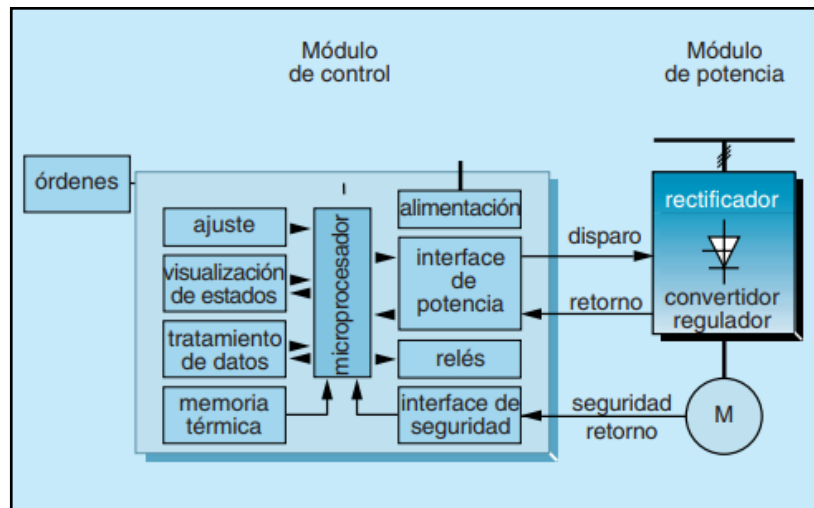 Módulo
de control
Módulo
de potencia
órdenes
ajuste
visualización
de estados
tratamiento
de datos
memoria
térmica
microprocesador
alimentación
interface
de
potencia
relés
interface de
seguridad
disparo
retorno
seguridad
retorno
rectificador
convertidor
regulador
M